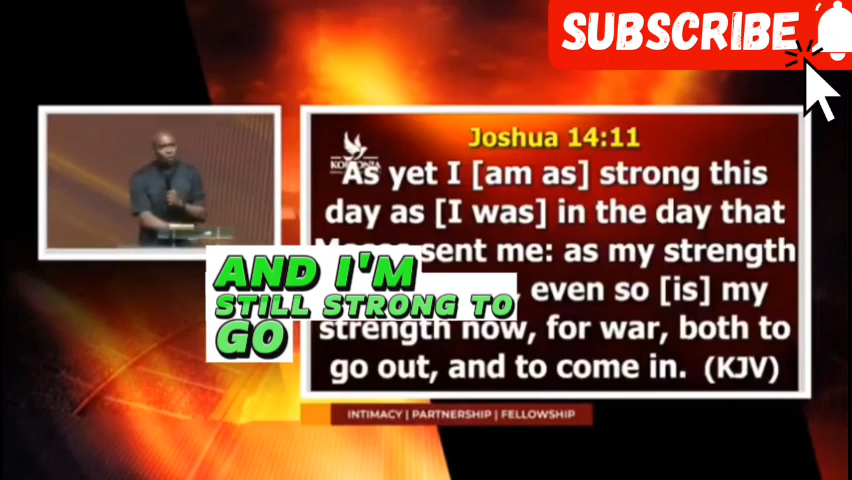 SUBSCRIBE
Joshua 14:11
KOINONIA
As yet I [am as] strong this
day as [I was] in the day that
sent me: as my strength
, even so [is] my
strength now, for war, both to
go out, and to come in. (KJV)
AND I'M
STILL STRONG TO
GO
INTIMACY | PARTNERSHIP | FELLOWSHIP